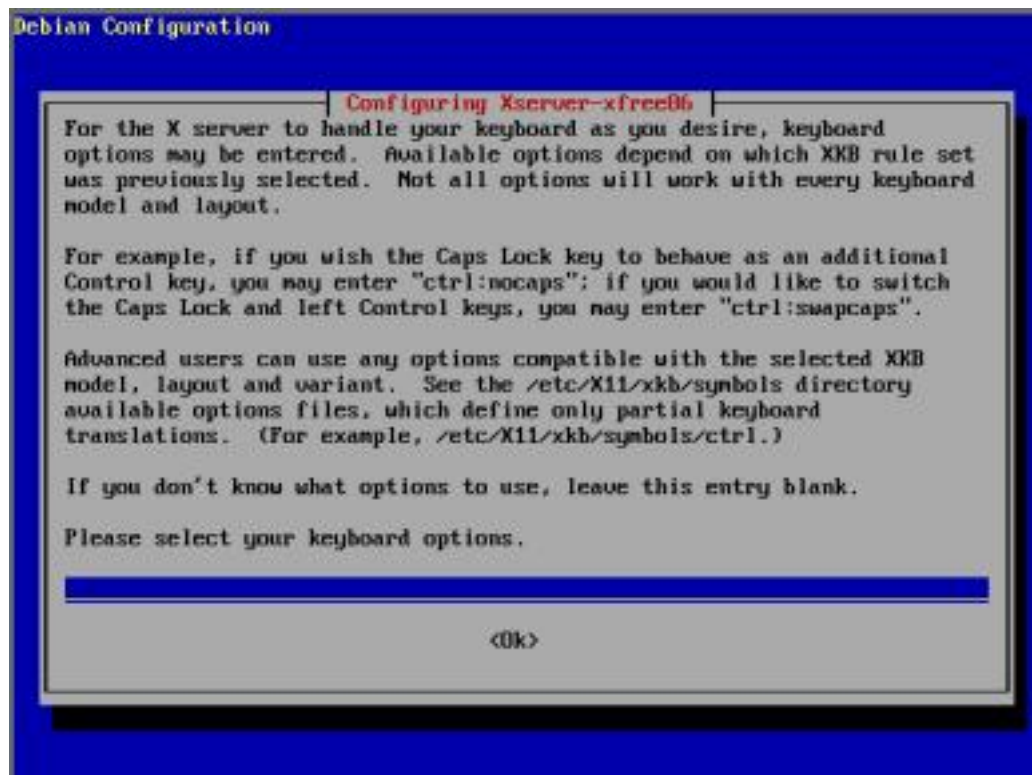 Debian Configuration
Configuring Xserver-xfree86
For the X server to handle your keyboard as you desire, keyboard
options may be entered.  Available options depend on which XKB rule set
was previously selected.  Not all options will work with every keyboard
model and layout.
For example, if you wish the Caps Lock key to behave as an additional
Control key, you may enter "ctrl:nocaps"; if you would like to switch
the Caps Lock and left Control keys, you may enter "ctrl:swapcaps".
Advanced users can use any options compatible with the selected XKB
model, layout and variant.  See the /etc/X11/xkb/symbols directory
available options files, which define only partial keyboard
translations.  (For example, /etc/X11/xkb/symbols/ctrl.)
If you don't know what options to use, leave this entry blank.
Please select your keyboard options.
<Ok>